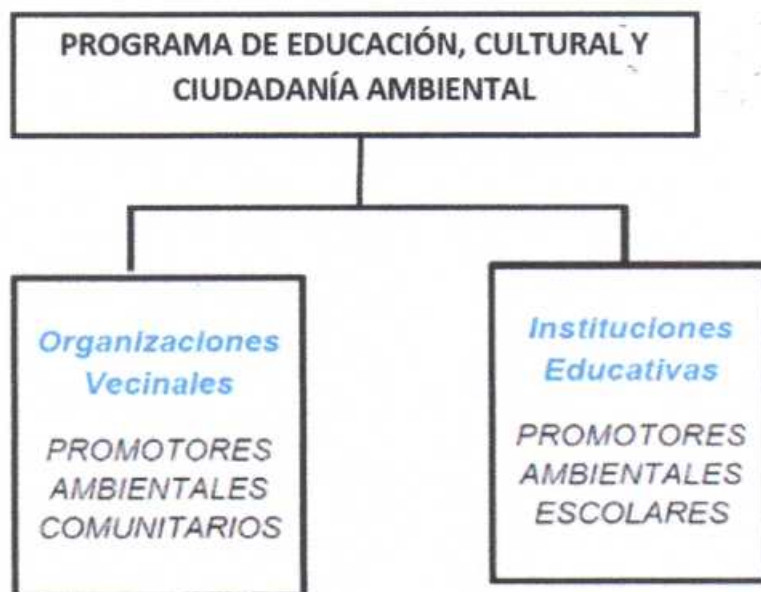 PROGRAMA DE EDUCACIÓN, CULTURAL Y
CIUDADANÍA AMBIENTAL
Organizaciones
Vecinales
PROMOTORES
AMBIENTALES
COMUNITARIOS
Instituciones
Educativas
PROMOTORES
AMBIENTALES
ESCOLARES